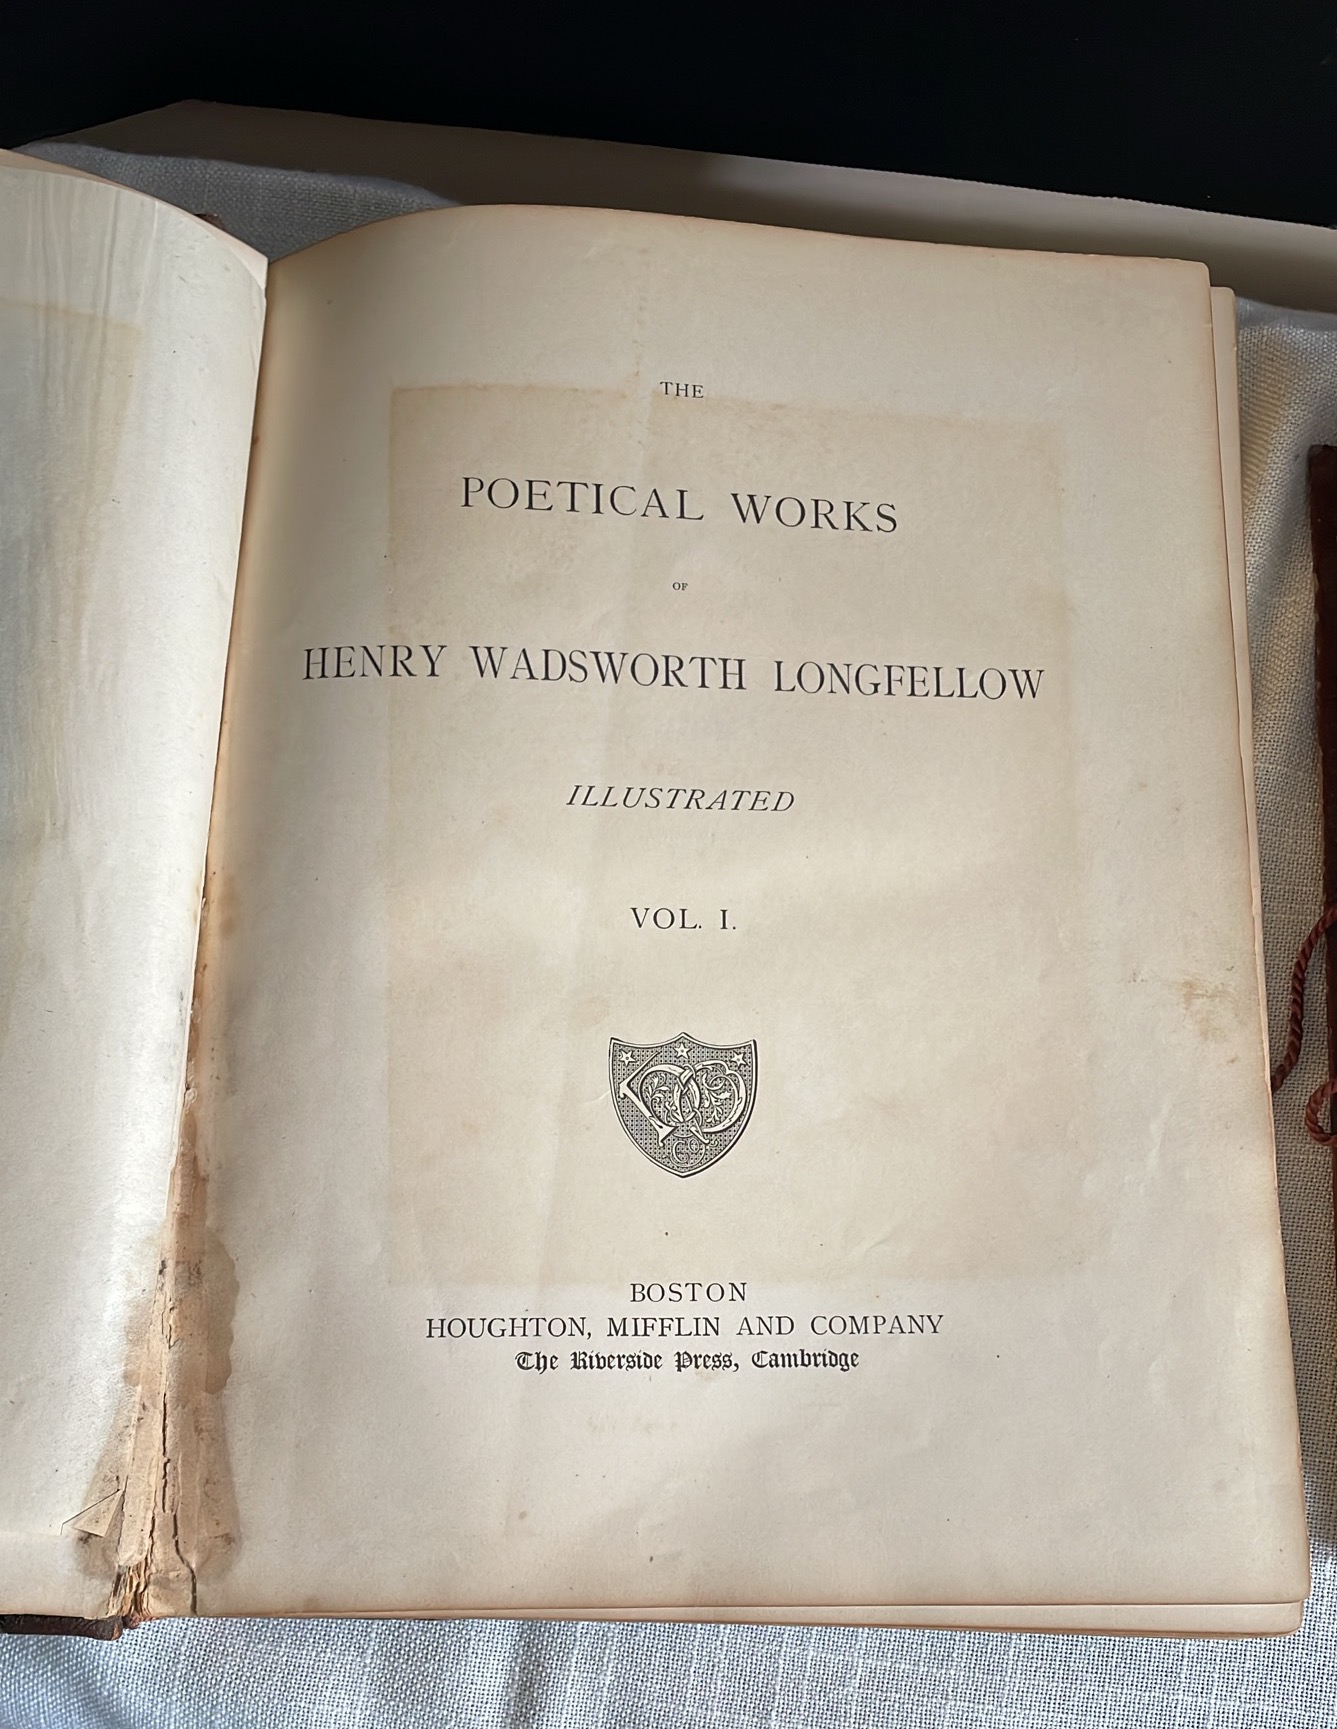 THE
POETICAL WORKS
OF
HENRY WADSWORTH LONGFELLOW
ILLUSTRATED
VOL. I.
BOSTON
HOUGHTON, MIFFLIN AND COMPANY
The Riverside Press, Cambridge